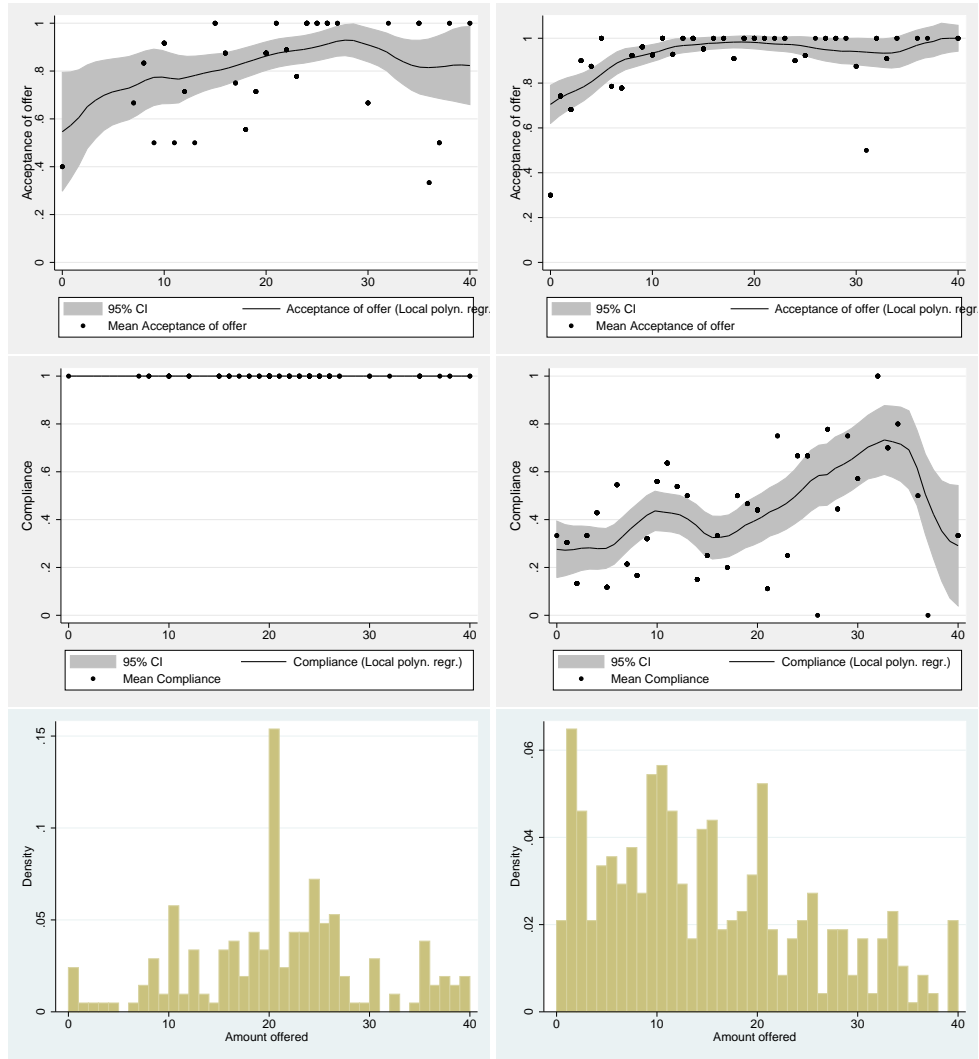 Acceptance of offer
1
.8
.6
.4
.2
0
0 10 20 30 40
95% CI Acceptance of offer (Local polyn. regr.
Mean Acceptance of offer
Acceptance of offer
1
.8
.6
.4
.2
0
0 10 20 30 40
95% CI Acceptance of offer (Local polyn. regr.
Mean Acceptance of offer
Compliance
1
.8
.6
.4
.2
0
0 10 20 30 40
95% CI Compliance (Local polyn. regr.)
Mean Compliance
Compliance
1
.8
.6
.4
.2
0
0 10 20 30 40
95% CI Compliance (Local polyn. regr.)
Mean Compliance
Density
.15
.1
.05
0
0 10 20 30 40
Amount offered
Density
.06
.04
.02
0
0 10 20 30 40
Amount offered